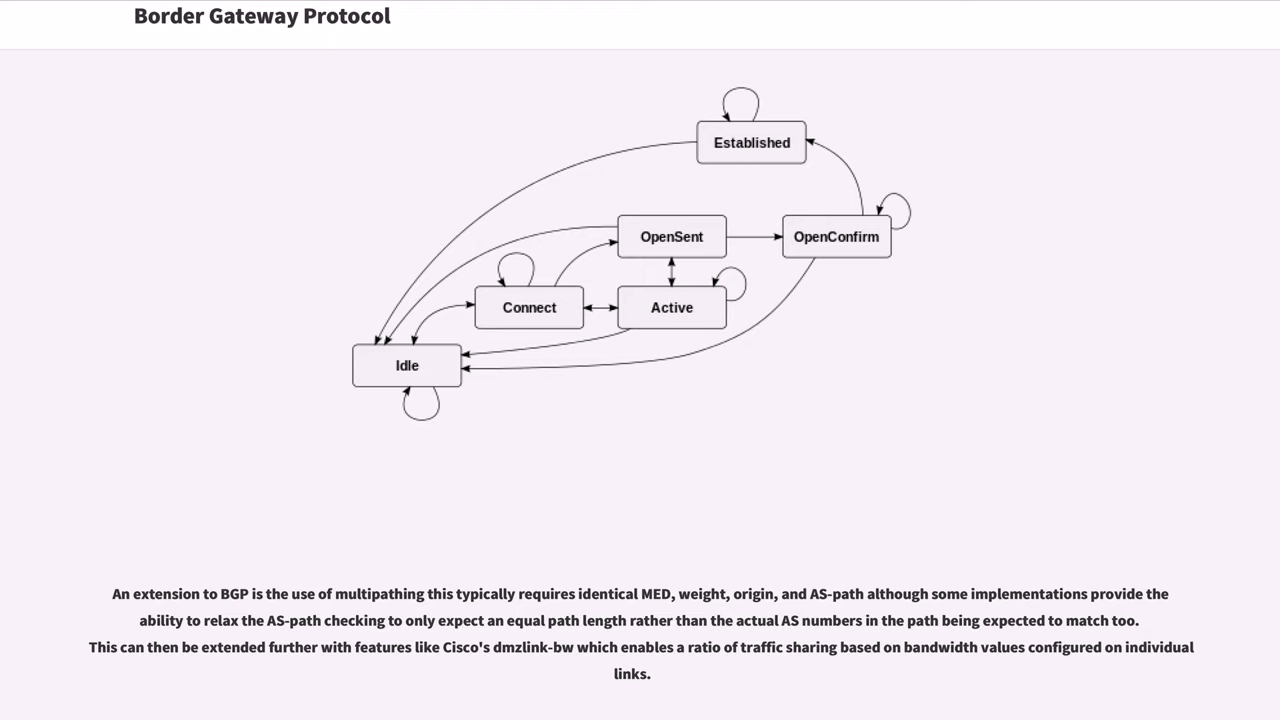 Border Gateway Protocol
Established
OpenSent
OpenConfirm
Connect
Active
Idle
An extension to BGP is the use of multipathing this typically requires identical MED, weight, origin, and AS-path although some implementations provide the
ability to relax the AS-path checking to only expect an equal path length rather than the actual AS numbers in the path being expected to match too.
This can then be extended further with features like Cisco's dmzlink-bw which enables a ratio of traffic sharing based on bandwidth values configured on individual
links.